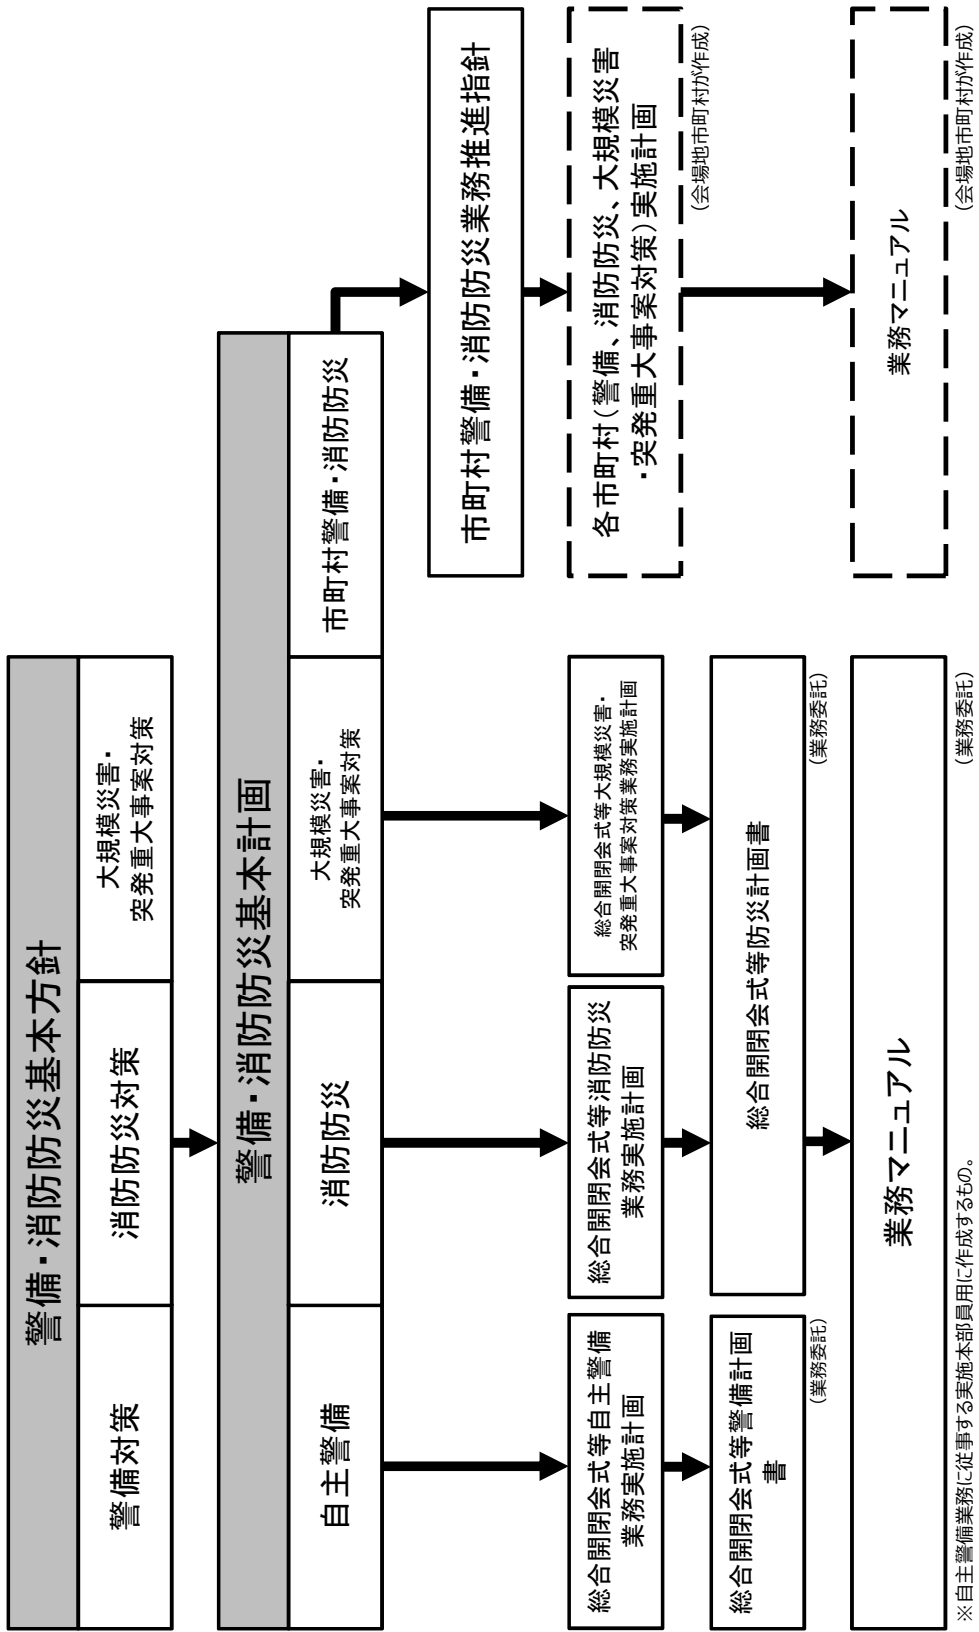 警備・消防防災基本方針
警備対策
消防防災対策
大規模災害・
突発重大事案対策
警備・消防防災基本計画
自主警備
消防防災
大規模災害・
突発重大事案対策
市町村警備・消防防災
市町村警備・消防防災業務推進指針
総合開閉会式等自主警備
業務実施計画
総合開閉会式等消防防災
業務実施計画
総合開閉会式等大規模災害・
突発重大事案対策業務実施計画
各市町村(警備、消防防災、大規模災害
・突発重大事案対策)実施計画
(会場地市町村が作成)
総合開閉会式等警備計画
書
(業務委託)
総合開閉会式等防災計画書
(業務委託)
業務マニュアル
(業務委託)
業務マニュアル
(会場地市町村が作成)
※自主警備業務に従事する実施本部員用に作成するもの。